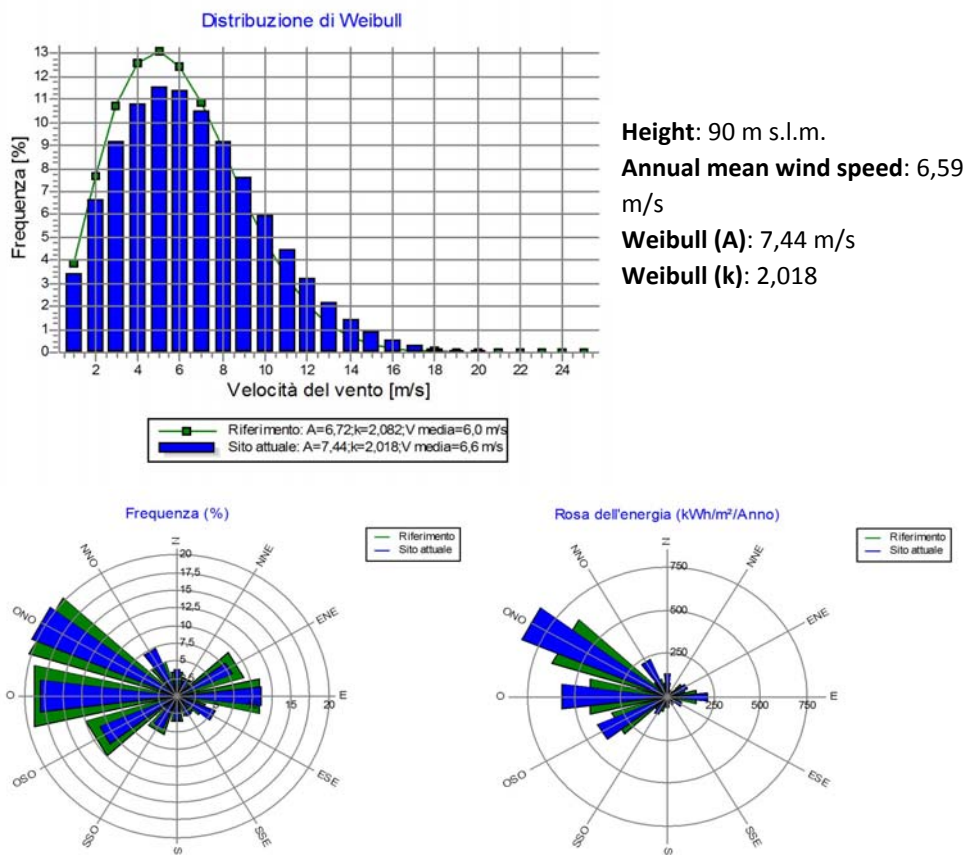 Distribuzione di Weibull
13
12
11
10
9
8
7
6
5
4
3
2
1
0
Frequenza [%]
2 4 6 8 10 12 14 16 18 20 22 24
Velocità del vento [m/s]
Riferimento: A=6,72;k=2,082;V media=6,0 m/s
Sito attuale: A=7,44;k=2,018;V media=6,6 m/s
Height: 90 m s.l.m.
Annual mean wind speed: 6,59
m/s
Weibull (A): 7,44 m/s
Weibull (k): 2,018
Frequenza (%)
Riferimento
Sito attuale
N
NNE
ENE
E
ESE
SSE
S
SSO
OSO
O
ONO
NNO
20
17,5
15
12,5
10
7,5
5
15 20
Rosa dell'energia (kWh/m²/Anno)
Riferimento
Sito attuale
N
NNE
ENE
E
ESE
SSE
S
SSO
OSO
O
ONO
NNO
750
500
250
250 500 750